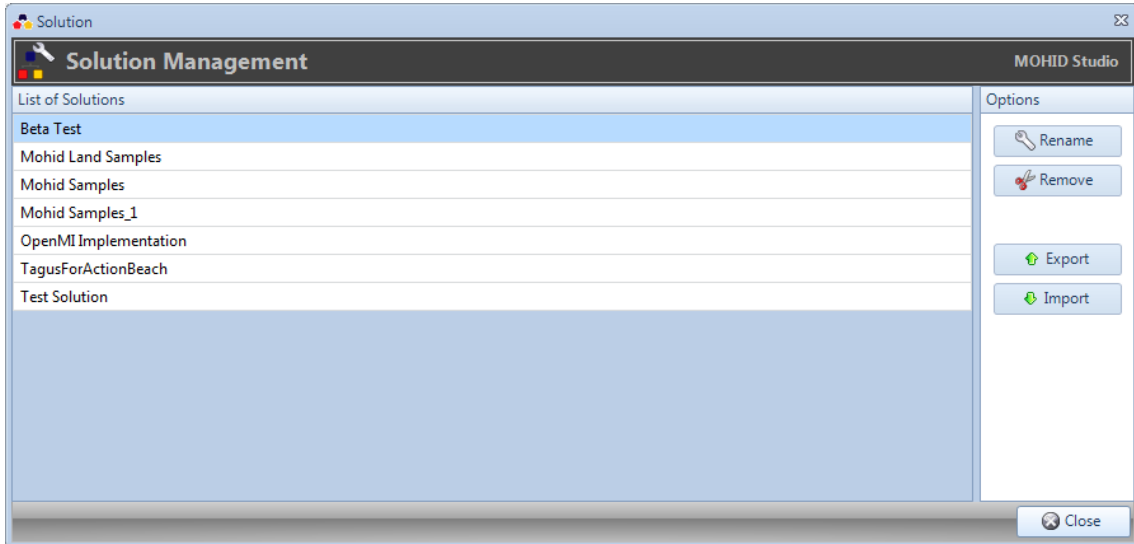 Solution
Solution Management
MOHID Studio
List of Solutions
Options
Beta Test
Mohid Land Samples
Mohid Samples
Mohid Samples_1
OpenMI Implementation
TagusForActionBeach
Test Solution
Rename
Remove
Export
Import
Close